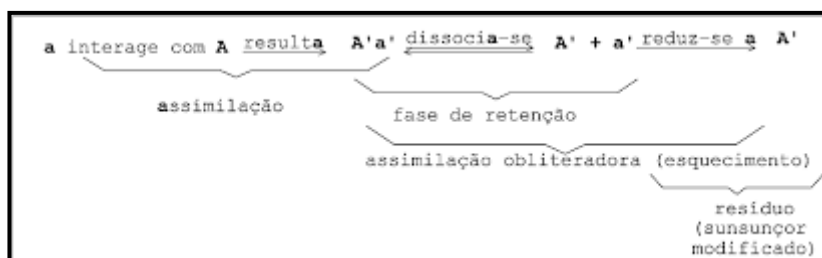 a interage com A resulta A'a' dissocia-se A' + a' reduz-se a A'
assimilação
fase de retenção
assimilação obliteradora (esquecimento)
resíduo
(sunsunçor
modificado)